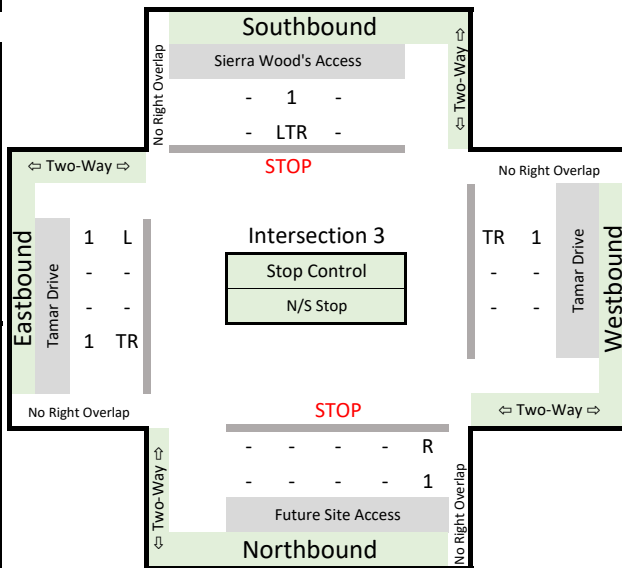 Southbound
Sierra Wood's Access
- 1 -
- LTR -
No Right Overlap
⇩ Two-Way ⇧
⇦ Two-Way ⇨
STOP
No Right Overlap
Eastbound
Tamar Drive
1 L
- -
- -
1 TR
Intersection 3
Stop Control
N/S Stop
TR 1
- -
- -
Tamar Drive
Westbound
No Right Overlap
STOP
⇦ Two-Way ⇨
⇩ Two-Way ⇧
- - - - R
- - - - 1
Future Site Access
Northbound
No Right Overlap